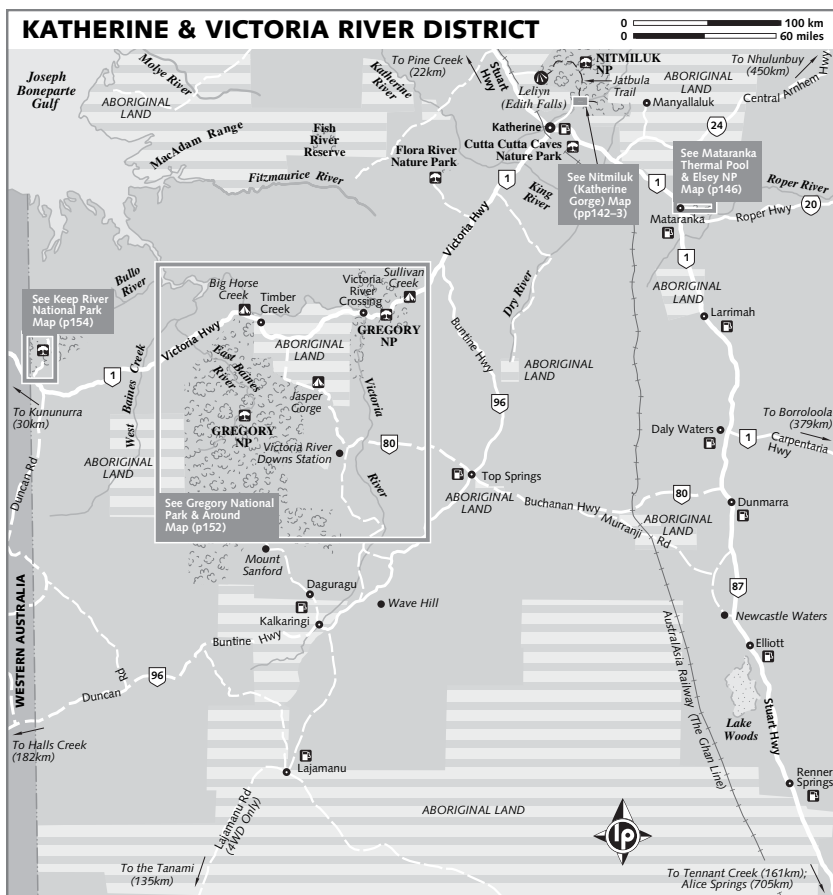 KATHERINE & VICTORIA RIVER DISTRICT
0 100 km
0 60 miles
To Pine Creek
(22km)
Stuart
Hwy
NITMILUK
NP
Jatbula
Trail
Leliyn
(Edith Falls)
To Nhulunbuy
(450km)
ABORIGINAL
LAND
Manyallaluk
Central Arnhem Hwy
24
Joseph
Boneparte
Gulf
Molye River
ABORIGINAL
LAND
MacAdam Range
Fish
River
Reserve
Fitzmaurice River
Katherine
River
Flora River
Nature Park
Katherine
Cutta Cutta Caves
Nature Park
1
King
River
See Nitmiluk
(Katherine
Gorge) Map
(pp142–3)
1
See Mataranka
Thermal Pool
& Elsey NP
Map (p146)
Roper River
20
Roper Hwy
Mataranka
1
Victoria Hwy
Bullo
River
See Keep River
National Park
Map (p154)
Big Horse
Creek
Timber
Creek
Victoria
River
Crossing
Sullivan
Creek
GREGORY
NP
Victoria Hwy
ABORIGINAL
LAND
East Baines
River
Jasper
Gorge
Victoria
River
GREGORY
NP
Victoria River
Downs Station
80
See Gregory National
Park & Around
Map (p152)
1
To Kununurra
(30km)
West Baines Creek
ABORIGINAL
LAND
Duncan Rd
Dry River
Buntine Hwy
96
ABORIGINAL
LAND
ABORIGINAL
LAND
Larrimah
Daly Waters
1
To Borroloola
(379km)
Carpentaria
Hwy
Top Springs
ABORIGINAL
LAND
Buchanan Hwy
80
Murranji
Rd
ABORIGINAL
LAND
Dunmarra
87
Mount
Sanford
Daguragu
Wave Hill
Kalkaringi
Buntine Hwy
Newcastle Waters
Elliott
WESTERN AUSTRALIA
Rd
Duncan
96
To Halls Creek
(182km)
AustralAsia Railway (The Ghan Line)
Lake
Woods
Stuart Hwy
Renner
Springs
Lajamanu
Lajamanu Rd
(4WD Only)
ABORIGINAL LAND
lp
To the Tanami
(135km)
To Tennant Creek (161km);
Alice Springs (705km)